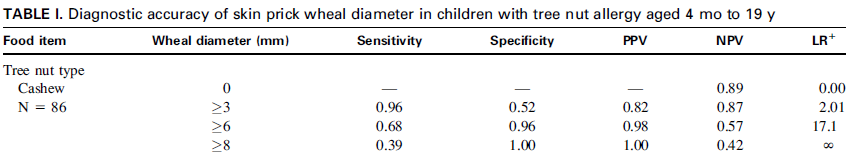 TABLE I. Diagnostic accuracy of skin prick wheal diameter in children with tree nut allergy aged 4 mo to 19 y
Food item Wheal diameter (mm) Sensitivity Specificity PPV NPV LR+
Tree nut type
Cashew 0 — — — 0.89 0.00
N = 86 ≥3 0.96 0.52 0.82 0.87 2.01
≥6 0.68 0.96 0.98 0.57 17.1
≥8 0.39 1.00 1.00 0.42 ∞